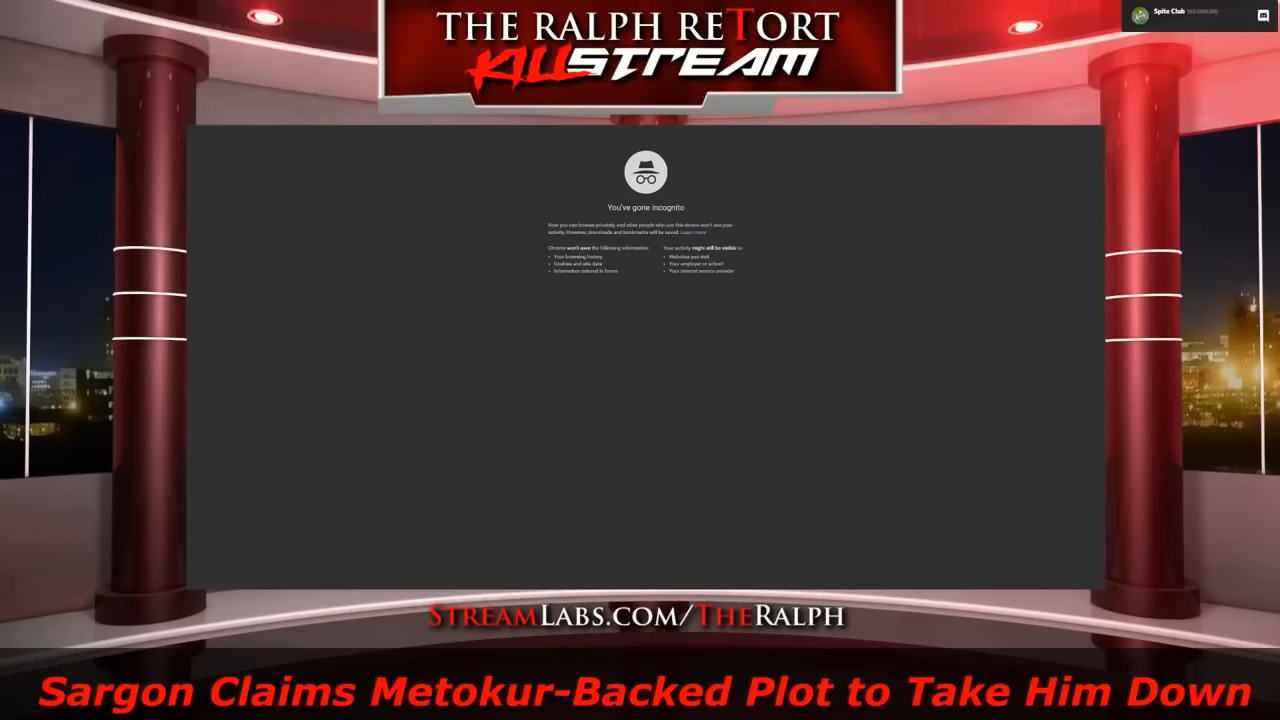 THE RALPH RETORT
KILLSTREAM
Spite Club 163 ONLINE
You've gone incognito
Now you can browse privately, and other people who use this device won't see your
activity. However, downloads and bookmarks will be saved. Learn more
Chrome won't save the following information:
• Your browsing history
• Cookies and site data
• Information entered in forms
Your activity might still be visible to:
• Websites you visit
• Your employer or school
• Your internet service provider
STREAMLABS.COM/THERALPH
Sargon Claims Metokur-Backed Plot to Take Him Down